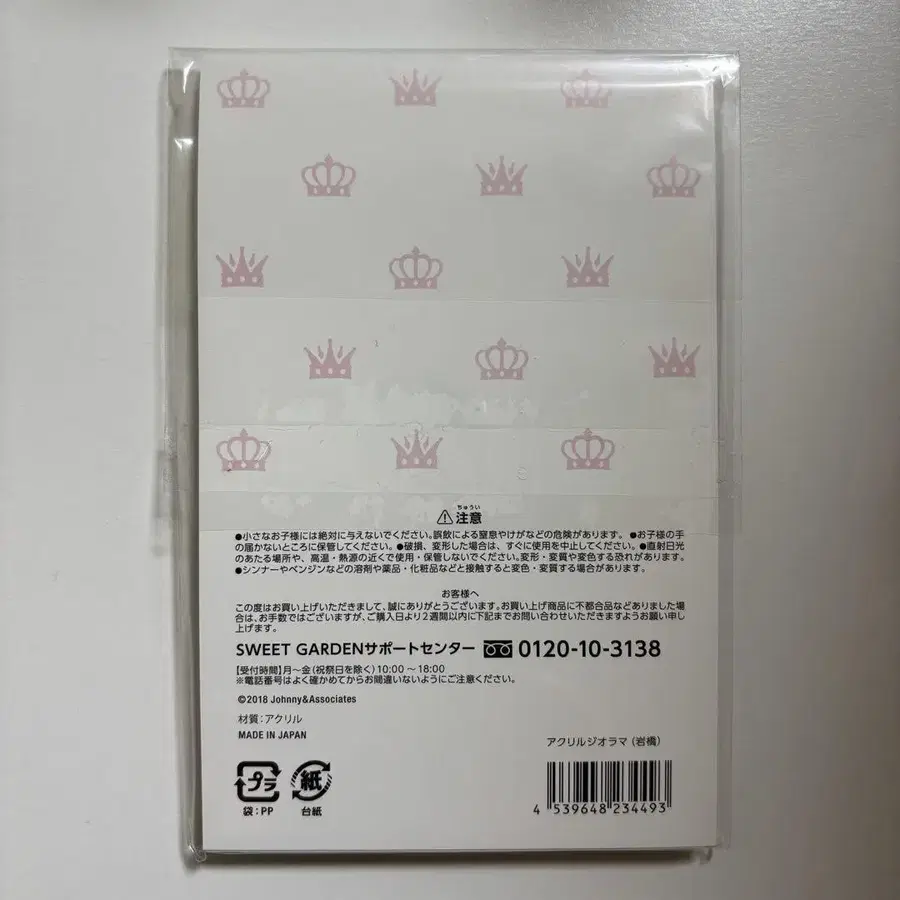 ちゅうい
⚠注意
●小さなお子様には絶対に与えないでください。誤飲による窒息やけがなどの危険があります。 ●お子様の手
の届かないところに保管してください。●破損、変形した場合は、すぐに使用を中止してください。●直射日光
のあたる場所や、高温・熱源の近くで使用・保管しないでください。変形・変質や変色する恐れがあります。
●シンナーやベンジンなどの溶剤や薬品・化粧品などと接触すると変色・変質する場合があります。
お客様へ
この度はお買い上げいただきまして、誠にありがとうございます。お買い上げ商品に不都合品などありました場合
は、お手数ではございますが、ご購入日より2週間以内に下記までお問い合わせいただきますようお願い申し
上げます。
SWEET GARDENサポートセンター 0120-10-3138
【受付時間】月～金(祝祭日を除く)10:00～18:00
※電話番号はよく確かめてからお間違いないようにご注意ください。
©2018 Johnny&Associates
材質:アクリル
MADE IN JAPAN
アクリルジオラマ(岩橋)
プラ 紙
袋:PP 台紙
4 539648 234493